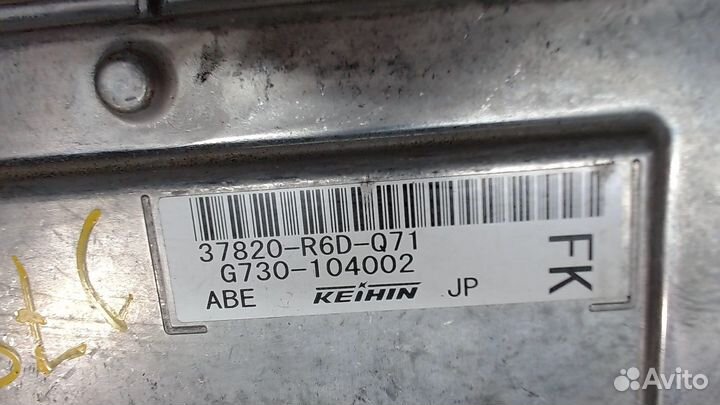 37820-R6D-Q71
G730-104002
ABE KEIHIN JP
FK
Avito